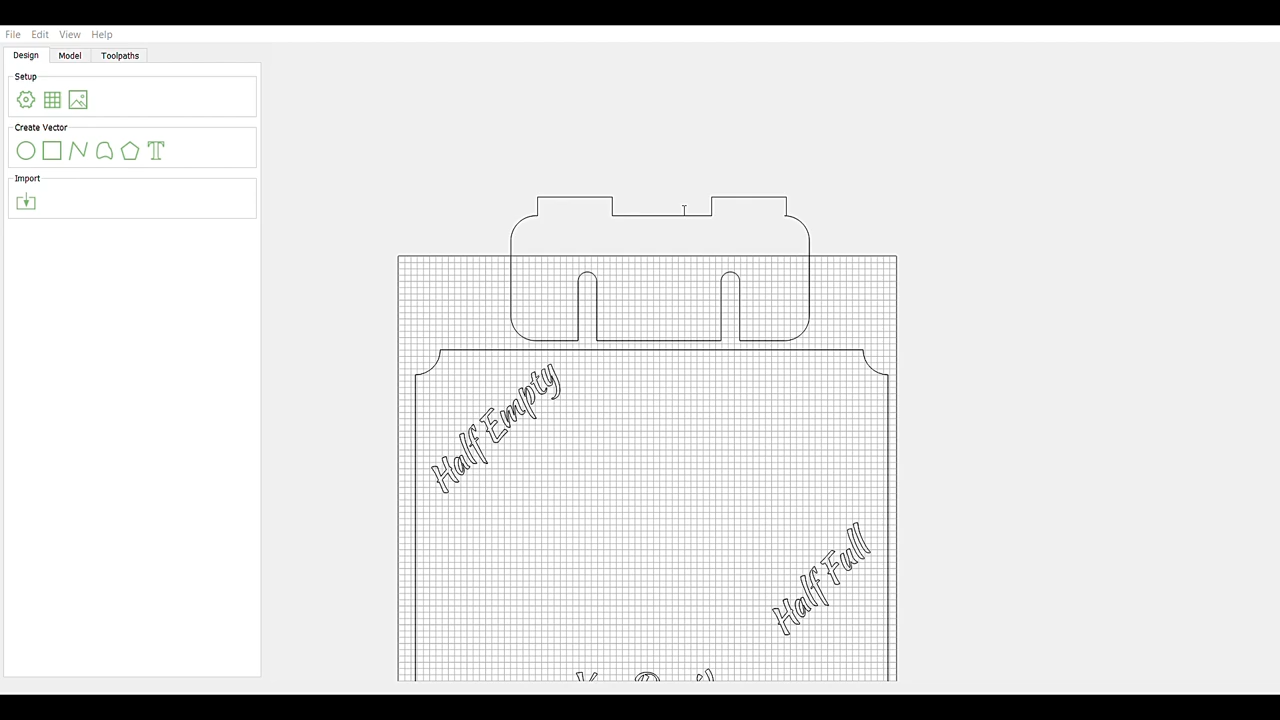 File Edit View Help
Design Model Toolpaths
Setup
Create Vector
Import
Half Empty
Half Full